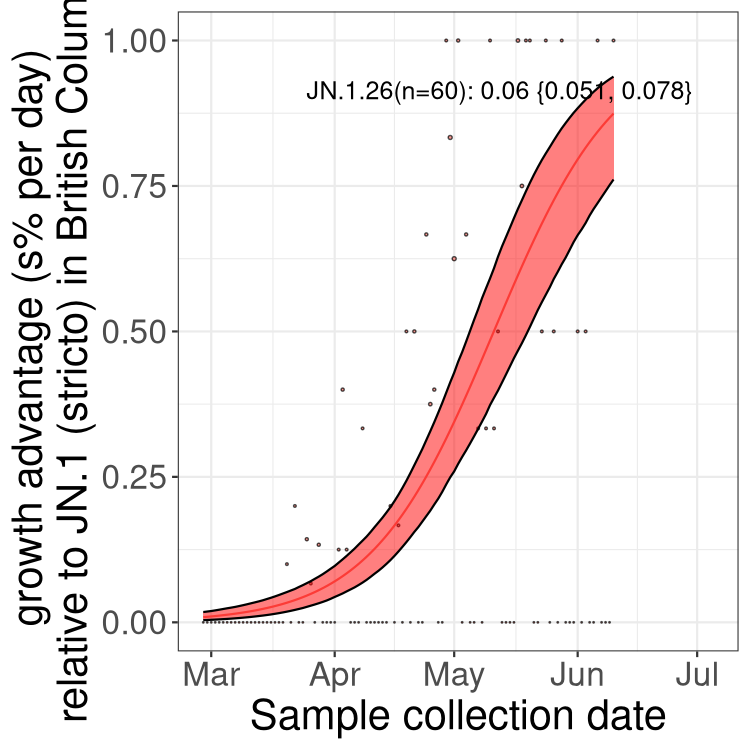 growth advantage (s% per day)
relative to JN.1 (stricto) in British Colum
1.00
0.75
0.50
0.25
0.00
JN.1.26(n=60): 0.06 {0.051, 0.078}
Mar Apr May Jun Jul
Sample collection date